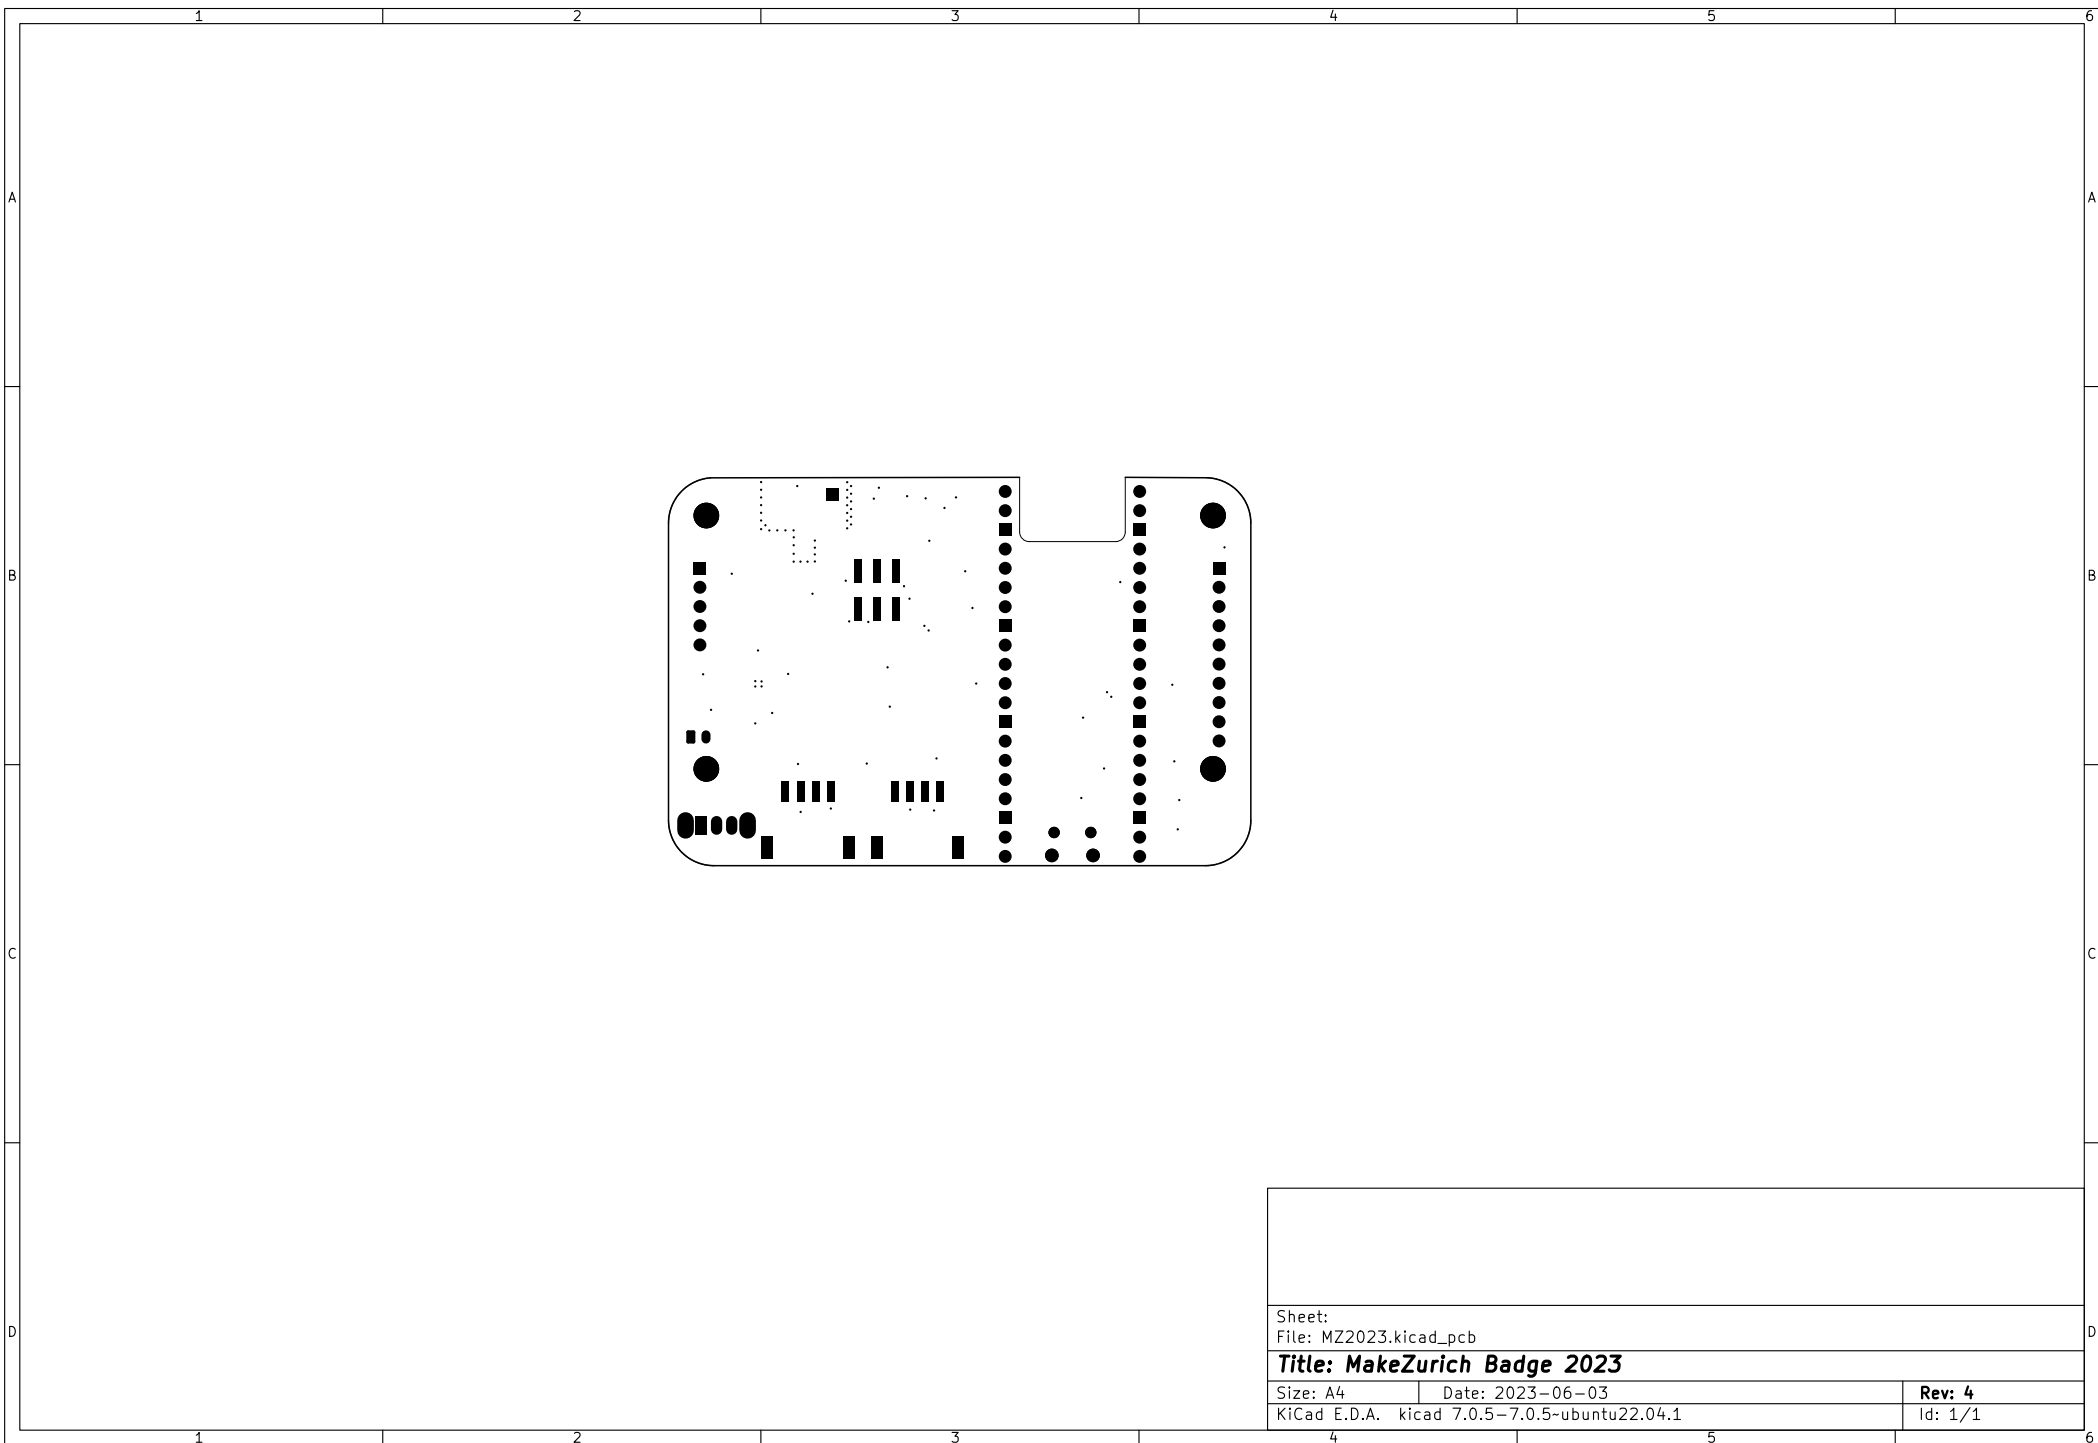 1 2 3 4 5 6
A A
B B
C C
D D
Sheet:
File: MZ2023.kicad_pcb
Title: MakeZurich Badge 2023
Size: A4 Date: 2023-06-03 Rev: 4
KiCad E.D.A. kicad 7.0.5-7.0.5~ubuntu22.04.1 Id: 1/1
1 2 3 4 5 6